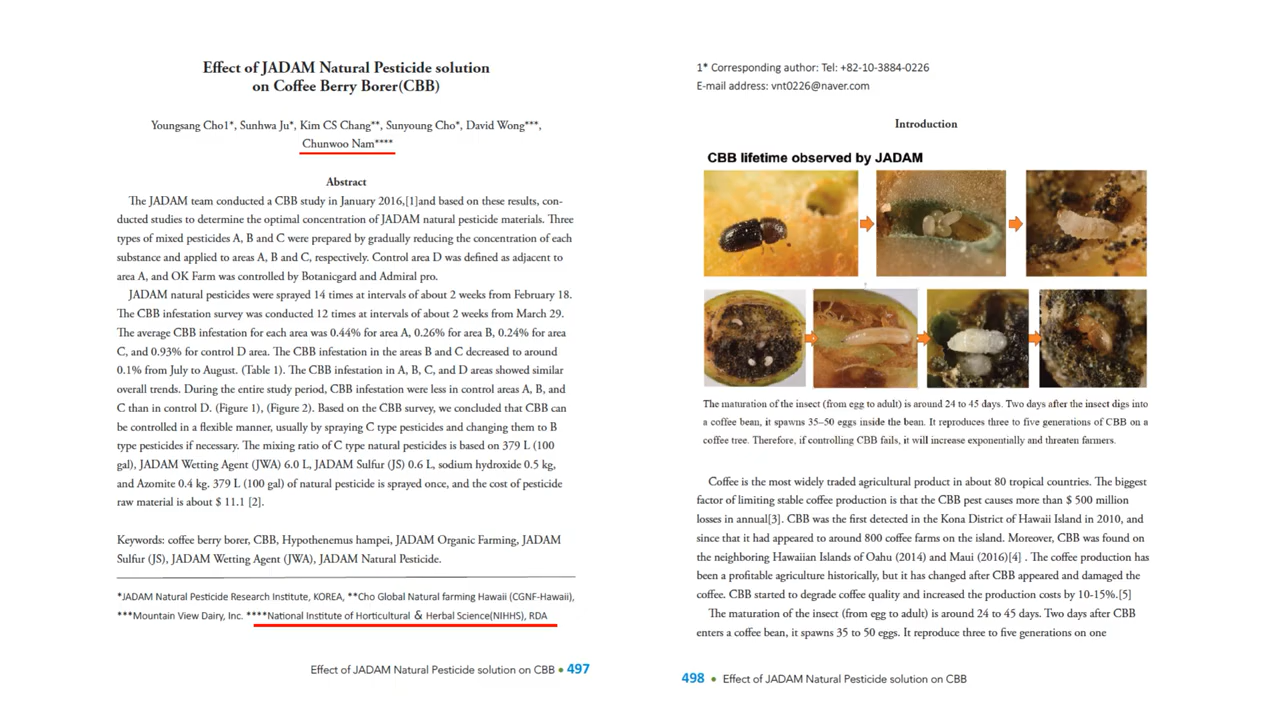 Effect of JADAM Natural Pesticide solution
on Coffee Berry Borer(CBB)
Youngsang Cho1*, Sunhwa Ju*, Kim CS Chang**, Sunyoung Cho*, David Wong***,
Chunwoo Nam****
Abstract
The JADAM team conducted a CBB study in January 2016,[1]and based on these results, con-
ducted studies to determine the optimal concentration of JADAM natural pesticide materials. Three
types of mixed pesticides A, B and C were prepared by gradually reducing the concentration of each
substance and applied to areas A, B and C, respectively. Control area D was defined as adjacent to
area A, and OK Farm was controlled by Botanicgard and Admiral pro.
JADAM natural pesticides were sprayed 14 times at intervals of about 2 weeks from February 18.
The CBB infestation survey was conducted 12 times at intervals of about 2 weeks from March 29.
The average CBB infestation for each area was 0.44% for area A, 0.26% for area B, 0.24% for area
C, and 0.93% for control D area. The CBB infestation in the areas B and C decreased to around
0.1% from July to August. (Table 1). The CBB infestation in A, B, C, and D areas showed similar
overall trends. During the entire study period, CBB infestation were less in control areas A, B, and
C than in control D. (Figure 1), (Figure 2). Based on the CBB survey, we concluded that CBB can
be controlled in a flexible manner, usually by spraying C type pesticides and changing them to B
type pesticides if necessary. The mixing ratio of C type natural pesticides is based on 379 L (100
gal), JADAM Wetting Agent (JWA) 6.0 L, JADAM Sulfur (JS) 0.6 L, sodium hydroxide 0.5 kg,
and Azomite 0.4 kg. 379 L (100 gal) of natural pesticide is sprayed once, and the cost of pesticide
raw material is about $ 11.1 [2].
Keywords: coffee berry borer, CBB, Hypothenemus hampei, JADAM Organic Farming, JADAM
Sulfur (JS), JADAM Wetting Agent (JWA), JADAM Natural Pesticide.
*JADAM Natural Pesticide Research Institute, KOREA, **Cho Global Natural farming Hawaii (CGNF-Hawaii),
***Mountain View Dairy, Inc. ****National Institute of Horticultural & Herbal Science(NIHHS), RDA
Effect of JADAM Natural Pesticide solution on CBB • 497
1* Corresponding author: Tel: +82-10-3884-0226
E-mail address: vnt0226@naver.com
Introduction
CBB lifetime observed by JADAM
The maturation of the insect (from egg to adult) is around 24 to 45 days. Two days after the insect digs into
a coffee bean, it spawns 35–50 eggs inside the bean. It reproduces three to five generations of CBB on a
coffee tree. Therefore, if controlling CBB fails, it will increase exponentially and threaten farmers.
Coffee is the most widely traded agricultural product in about 80 tropical countries. The biggest
factor of limiting stable coffee production is that the CBB pest causes more than $ 500 million
losses in annual[3]. CBB was the first detected in the Kona District of Hawaii Island in 2010, and
since that it had appeared to around 800 coffee farms on the island. Moreover, CBB was found on
the neighboring Hawaiian Islands of Oahu (2014) and Maui (2016)[4] . The coffee production has
been a profitable agriculture historically, but it has changed after CBB appeared and damaged the
coffee. CBB started to degrade coffee quality and increased the production costs by 10-15%.[5]
The maturation of the insect (from egg to adult) is around 24 to 45 days. Two days after CBB
enters a coffee bean, it spawns 35 to 50 eggs. It reproduce three to five generations on one
498 • Effect of JADAM Natural Pesticide solution on CBB